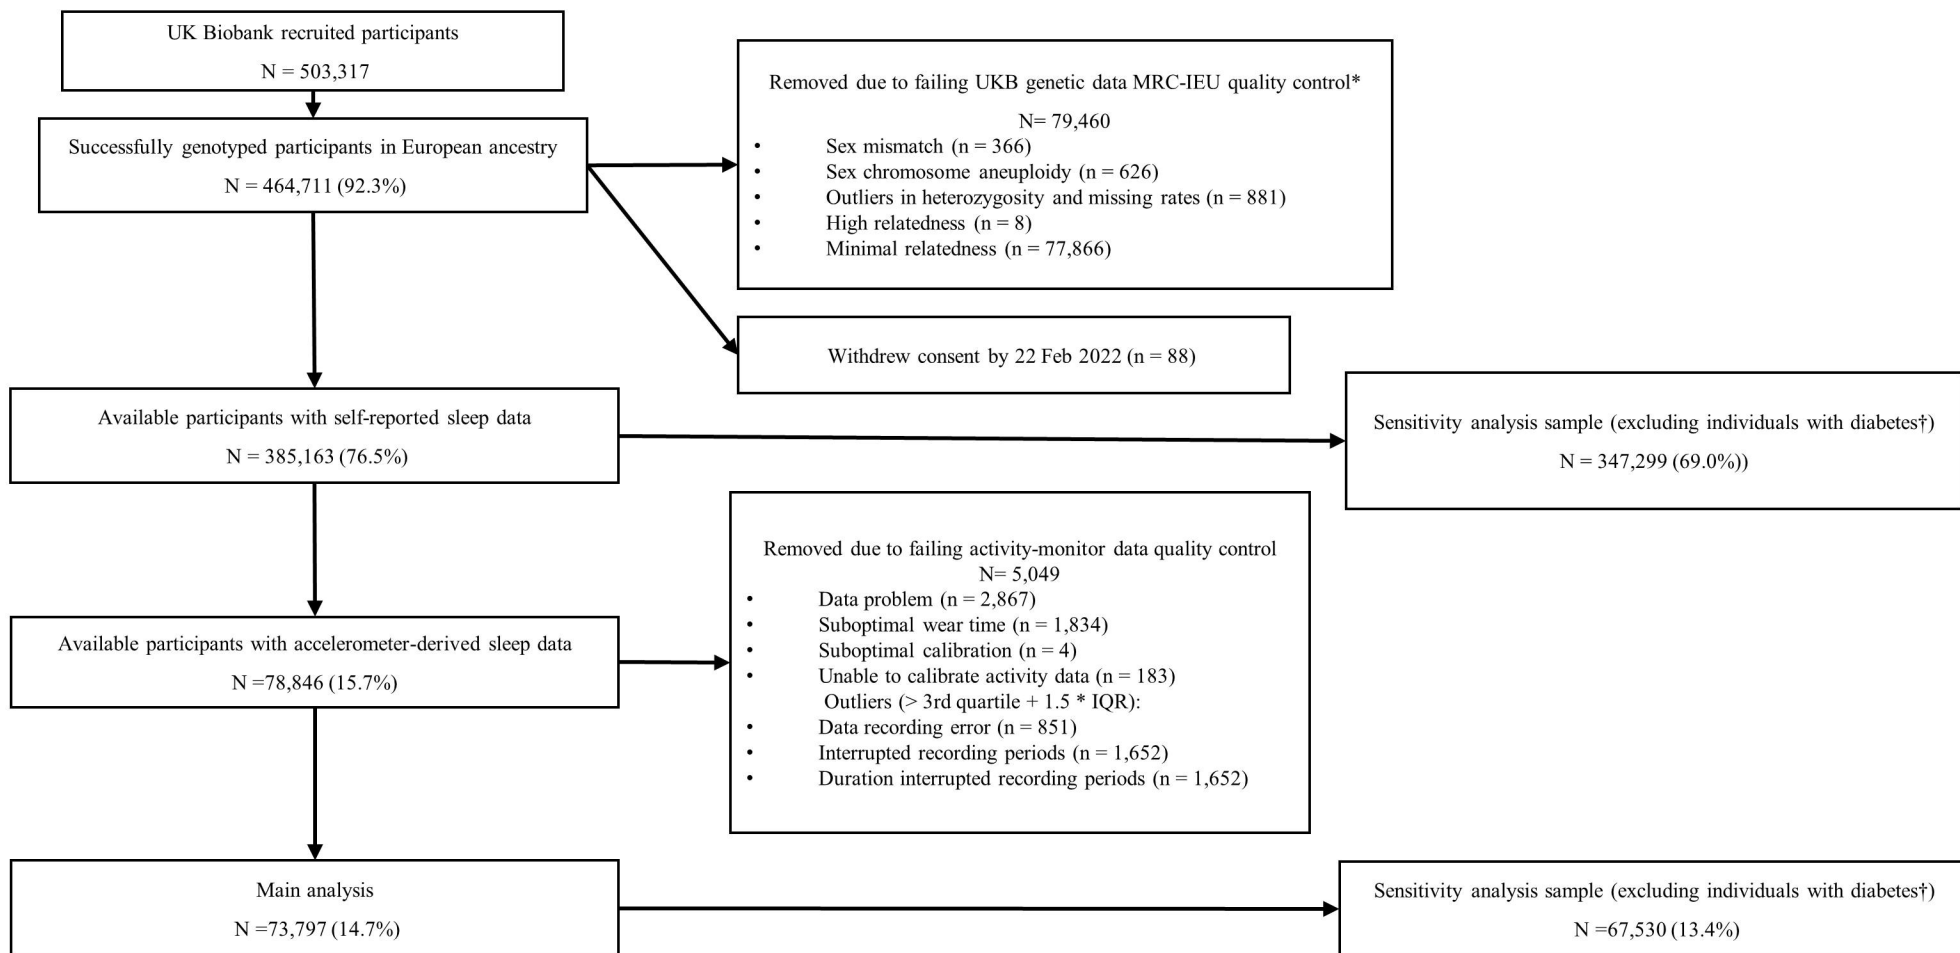 UK Biobank recruited participants
N = 503,317
Successfully genotyped participants in European ancestry
N = 464,711 (92.3%)
Removed due to failing UKB genetic data MRC-IEU quality control*
N= 79,460
• Sex mismatch (n = 366)
• Sex chromosome aneuploidy (n = 626)
• Outliers in heterozygosity and missing rates (n = 881)
• High relatedness (n = 8)
• Minimal relatedness (n = 77,866)
Withdrew consent by 22 Feb 2022 (n = 88)
Available participants with self-reported sleep data
N = 385,163 (76.5%)
Sensitivity analysis sample (excluding individuals with diabetes†)
N = 347,299 (69.0%))
Removed due to failing activity-monitor data quality control
N= 5,049
• Data problem (n = 2,867)
• Suboptimal wear time (n = 1,834)
• Suboptimal calibration (n = 4)
• Unable to calibrate activity data (n = 183)
Outliers (> 3rd quartile + 1.5 * IQR):
• Data recording error (n = 851)
• Interrupted recording periods (n = 1,652)
• Duration interrupted recording periods (n = 1,652)
Available participants with accelerometer-derived sleep data
N =78,846 (15.7%)
Main analysis
N =73,797 (14.7%)
Sensitivity analysis sample (excluding individuals with diabetes†)
N =67,530 (13.4%)